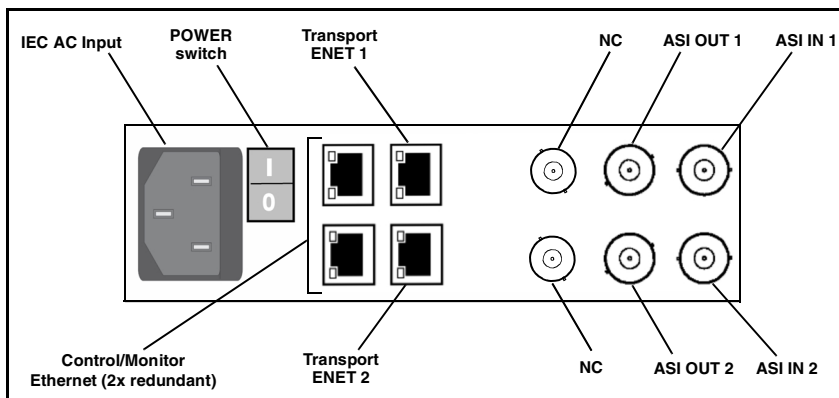 IEC AC Input
POWER
switch
Transport
ENET 1
NC
ASI OUT 1
ASI IN 1
I
0
Control/Monitor
Ethernet (2x redundant)
Transport
ENET 2
NC
ASI OUT 2
ASI IN 2